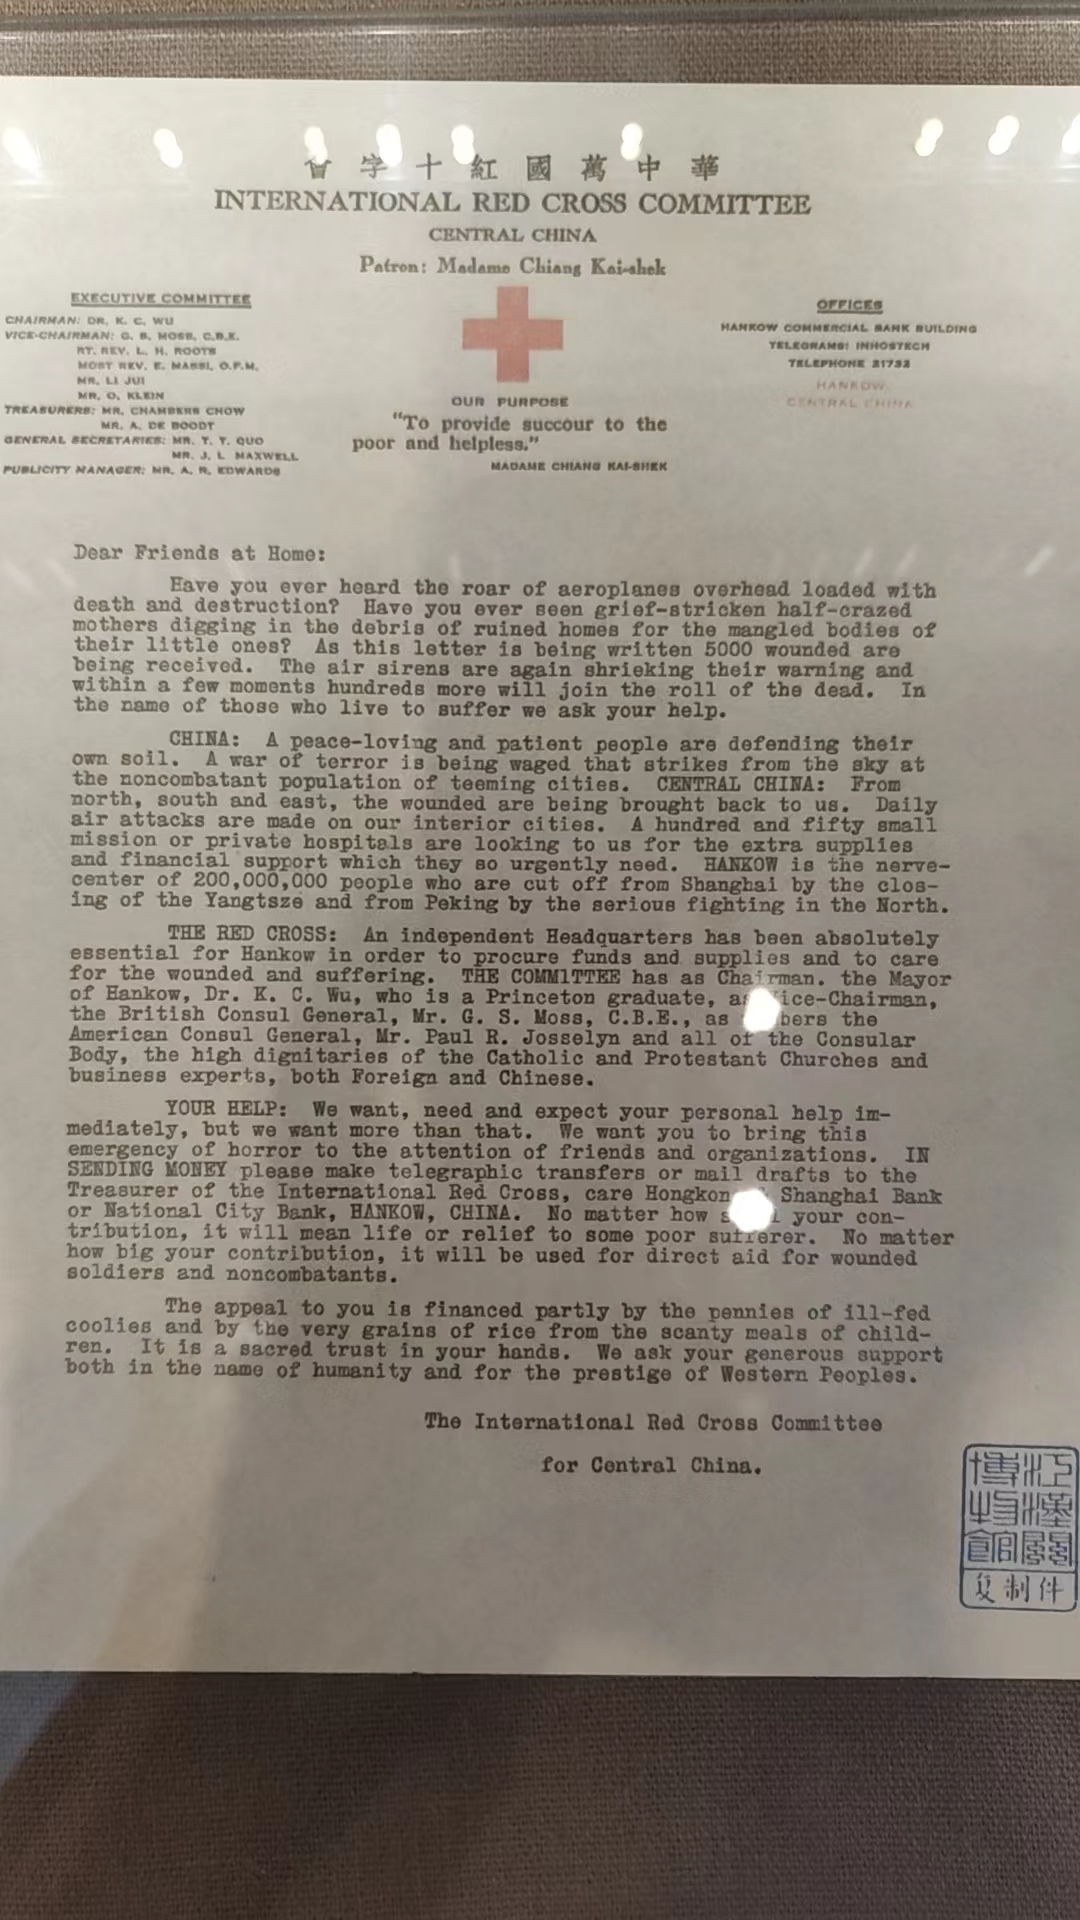 華中萬國紅十字會
INTERNATIONAL RED CROSS COMMITTEE
CENTRAL CHINA
Patron: Madame Chiang Kai-shek
EXECUTIVE COMMITTEE
CHAIRMAN: DR. K. C. WU
VICE-CHAIRMAN: G. S. MOSS, C.B.E.
RT. REV. L. H. ROOTS
MOST REV. E. MASSI, O.F.M.
MR. LI JUI
MR. O. KLEIN
TREASURERS: MR. CHAMBERS CHOW
MR. A. DE BOODT
GENERAL SECRETARIES: MR. T. Y. QUO
MR. J. L. MAXWELL
PUBLICITY MANAGER: MR. A. R. EDWARDS
OUR PURPOSE
"To provide succour to the
poor and helpless."
MADAME CHIANG KAI-SHEK
OFFICES
HANKOW COMMERCIAL BANK BUILDING
TELEGRAMS: INHOSTECH
TELEPHONE 21732
HANKOW
CENTRAL CHINA
Dear Friends at Home:
Have you ever heard the roar of aeroplanes overhead loaded with
death and destruction? Have you ever seen grief-stricken half-crazed
mothers digging in the debris of ruined homes for the mangled bodies of
their little ones? As this letter is being written 5000 wounded are
being received. The air sirens are again shrieking their warning and
within a few moments hundreds more will join the roll of the dead. In
the name of those who live to suffer we ask your help.
CHINA: A peace-loving and patient people are defending their
own soil. A war of terror is being waged that strikes from the sky at
the noncombatant population of teeming cities. CENTRAL CHINA: From
north, south and east, the wounded are being brought back to us. Daily
air attacks are made on our interior cities. A hundred and fifty small
mission or private hospitals are looking to us for the extra supplies
and financial support which they so urgently need. HANKOW is the nerve-
center of 200,000,000 people who are cut off from Shanghai by the clos-
ing of the Yangtsze and from Peking by the serious fighting in the North.
THE RED CROSS: An independent Headquarters has been absolutely
essential for Hankow in order to procure funds and supplies and to care
for the wounded and suffering. THE COMMITTEE has as Chairman. the Mayor
of Hankow, Dr. K. C. Wu, who is a Princeton graduate, as Vice-Chairman,
the British Consul General, Mr. G. S. Moss, C.B.E., as the
American Consul General, Mr. Paul R. Josselyn and all of the Consular
Body, the high dignitaries of the Catholic and Protestant Churches and
business experts, both Foreign and Chinese.
YOUR HELP: We want, need and expect your personal help im-
mediately, but we want more than that. We want you to bring this
emergency of horror to the attention of friends and organizations. IN
SENDING MONEY please make telegraphic transfers or mail drafts to the
Treasurer of the International Red Cross, care Hongkong Shanghai Bank
or National City Bank, HANKOW, CHINA. No matter how your con-
tribution, it will mean life or relief to some poor sufferer. No matter
how big your contribution, it will be used for direct aid for wounded
soldiers and noncombatants.
The appeal to you is financed partly by the pennies of ill-fed
coolies and by the very grains of rice from the scanty meals of child-
ren. It is a sacred trust in your hands. We ask your generous support
both in the name of humanity and for the prestige of Western Peoples.
The International Red Cross Committee
for Central China.
江漢關
博物館
复制件